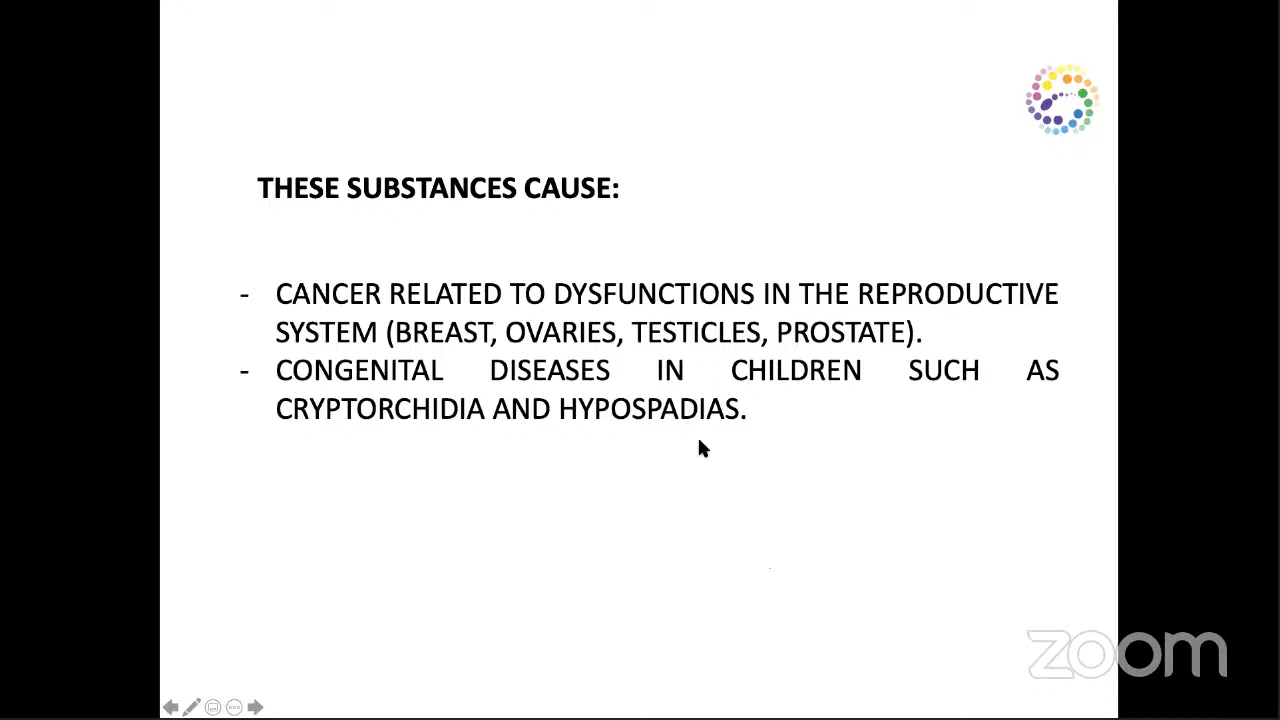 THESE SUBSTANCES CAUSE:
- CANCER RELATED TO DYSFUNCTIONS IN THE REPRODUCTIVE
SYSTEM (BREAST, OVARIES, TESTICLES, PROSTATE).
- CONGENITAL DISEASES IN CHILDREN SUCH AS
CRYPTORCHIDIA AND HYPOSPADIAS.
zoom